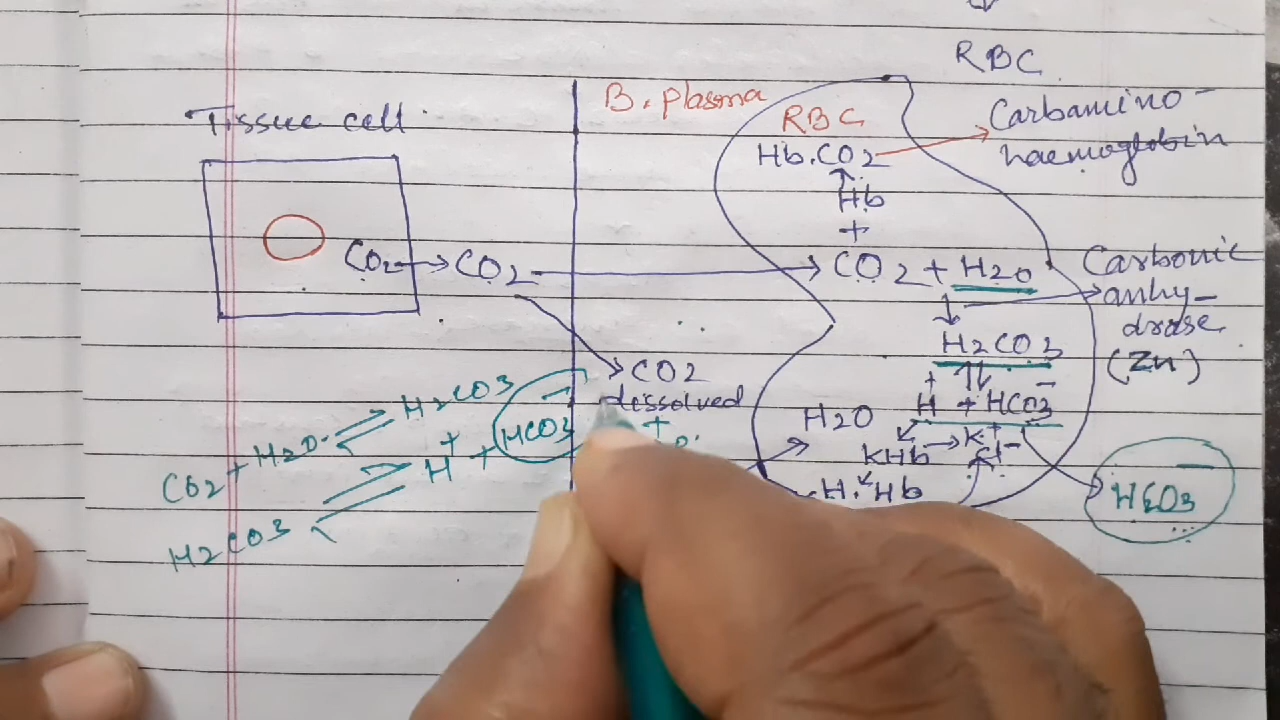 RBC
B. plasma
Tissue cell
RBC
Carbamino-
haemoglobin
Hb.CO2
Hb
+
CO2
CO2
CO2 + H2O
Carbonic
anhy-
drase
(Zn)
H2CO3
CO2
dissolved
+
H+ + HCO3-
H2O
KHb
K+
Cl-
H.Hb
HCO3-
CO2 + H2O
H2CO3
H2CO3
H+ + HCO3-